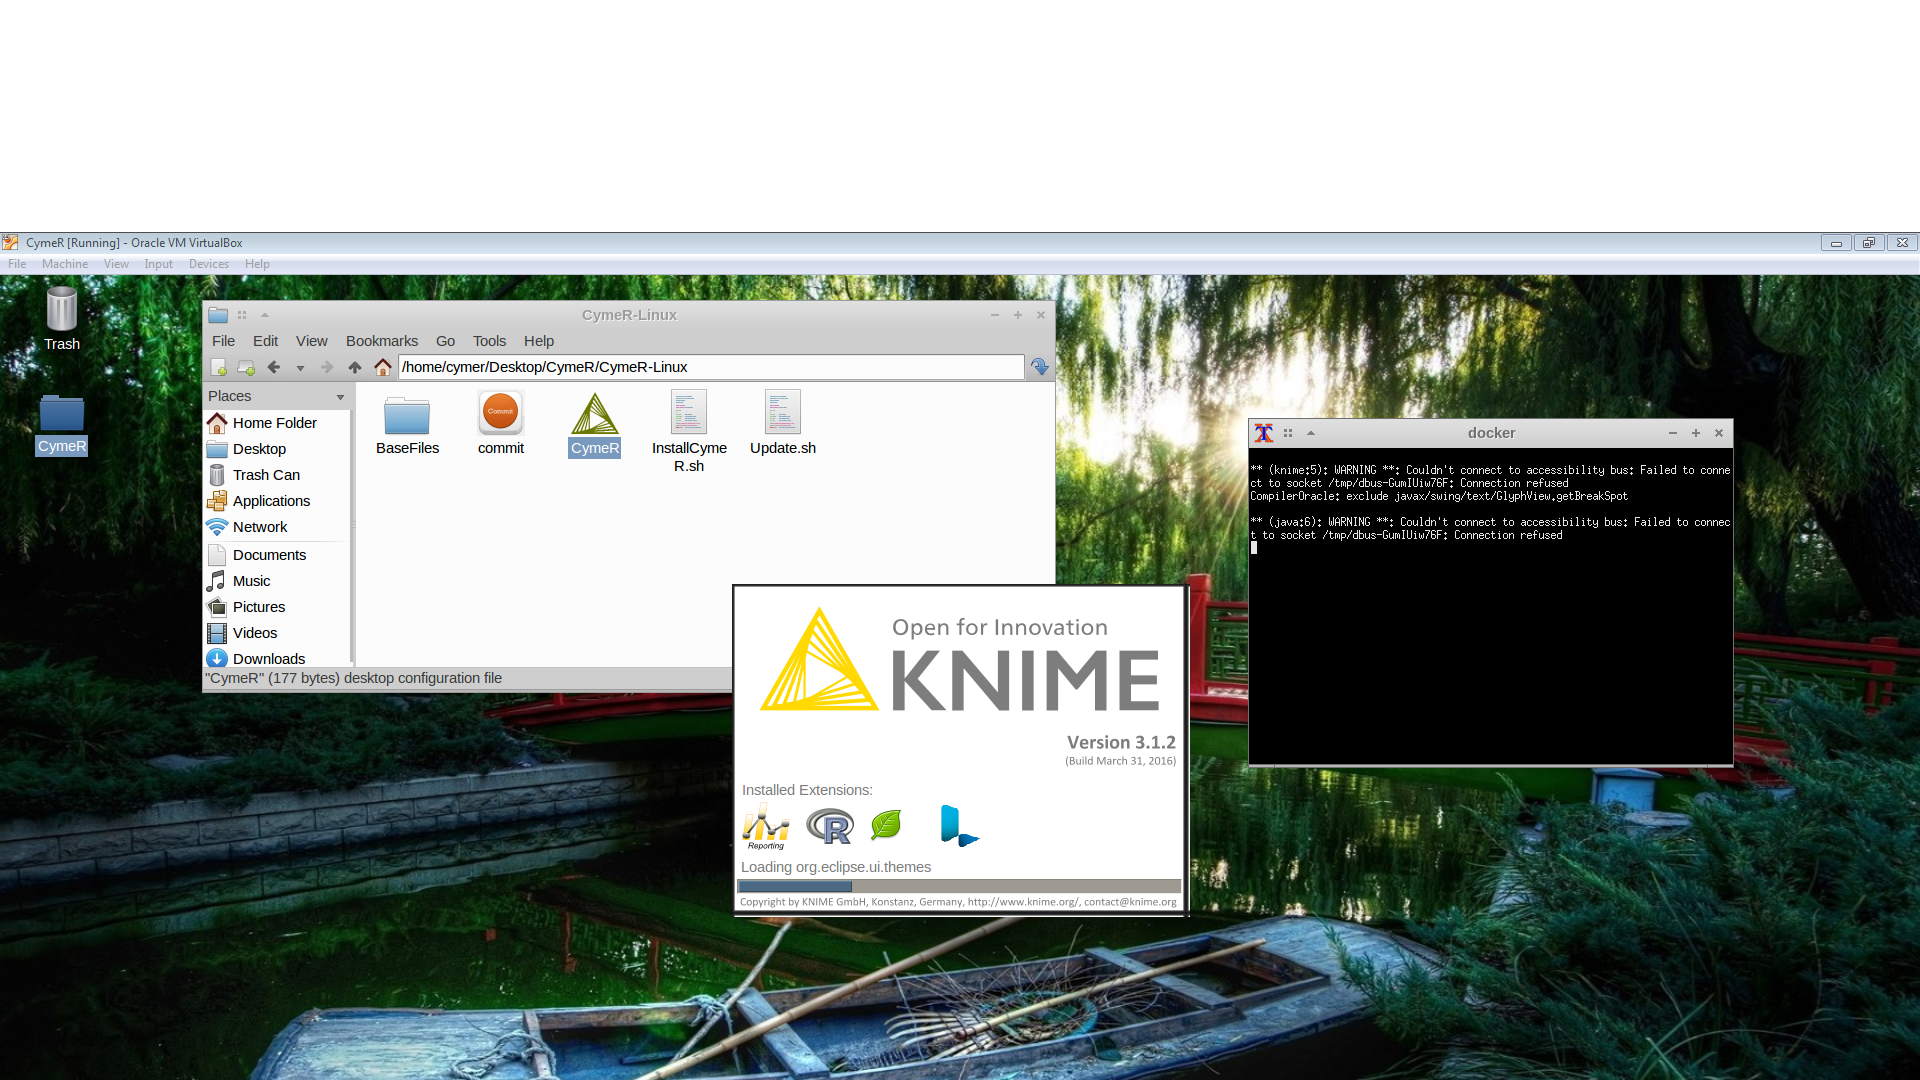 CymeR [Running] - Oracle VM VirtualBox
File Machine View Input Devices Help
Trash
CymeR
CymeR-Linux
File Edit View Bookmarks Go Tools Help
/home/cymer/Desktop/CymeR/CymeR-Linux
Places
Home Folder
Desktop
Trash Can
Applications
Network
Documents
Music
Pictures
Videos
Downloads
BaseFiles
Commit
commit
CymeR
InstallCyme
R.sh
Update.sh
"CymeR" (177 bytes) desktop configuration file
Open for Innovation
KNIME
Version 3.1.2
(Build March 31, 2016)
Installed Extensions:
Reporting
R
Loading org.eclipse.ui.themes
Copyright by KNIME GmbH, Konstanz, Germany, http://www.knime.org/, contact@knime.org
docker
** (knime:5): WARNING **: Couldn't connect to accessibility bus: Failed to conne
ct to socket /tmp/dbus-GumIUiw76F: Connection refused
CompilerOracle: exclude javax/swing/text/GlyphView.getBreakSpot
** (java:6): WARNING **: Couldn't connect to accessibility bus: Failed to connec
t to socket /tmp/dbus-GumIUiw76F: Connection refused